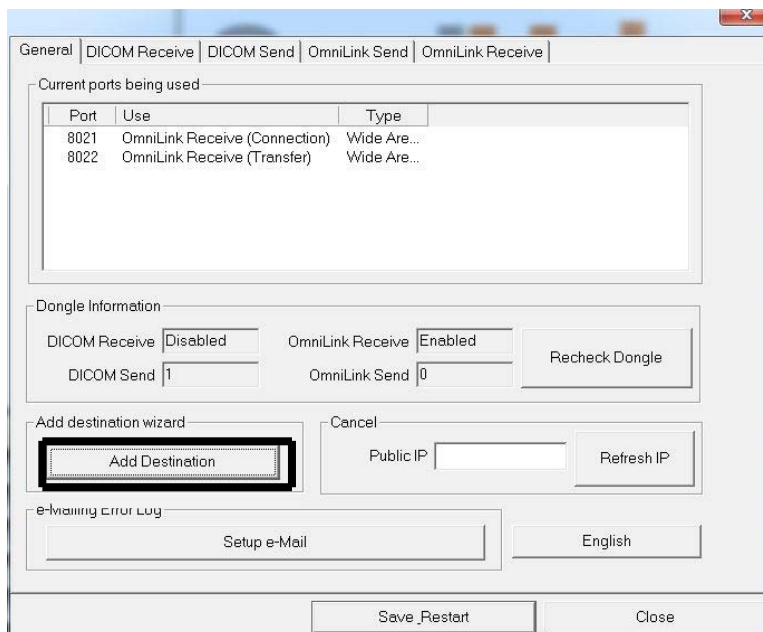 General DICOM Receive DICOM Send OmniLink Send OmniLink Receive
Current ports being used
Port Use Type
8021 OmniLink Receive (Connection) Wide Are...
8022 OmniLink Receive (Transfer) Wide Are...
Dongle Information
DICOM Receive Disabled OmniLink Receive Enabled Recheck Dongle
DICOM Send 1 OmniLink Send 0
Add destination wizard Cancel
Add Destination Public IP Refresh IP
e-Mailing Error Log
Setup e-Mail English
Save_Restart Close